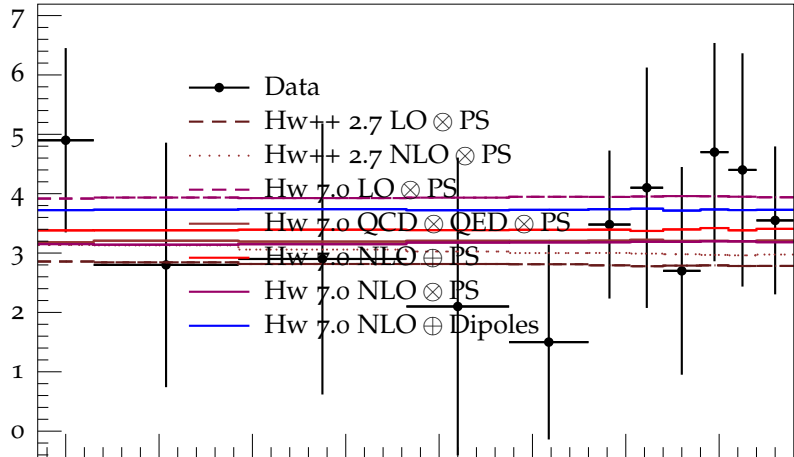 7
6
5
4
3
2
1
0
Data
Hw++ 2.7 LO ⊗ PS
Hw++ 2.7 NLO ⊗ PS
Hw 7.0 LO ⊗ PS
Hw 7.0 QCD ⊗ QED ⊗ PS
Hw 7.0 NLO ⊕ PS
Hw 7.0 NLO ⊗ PS
Hw 7.0 NLO ⊕ Dipoles